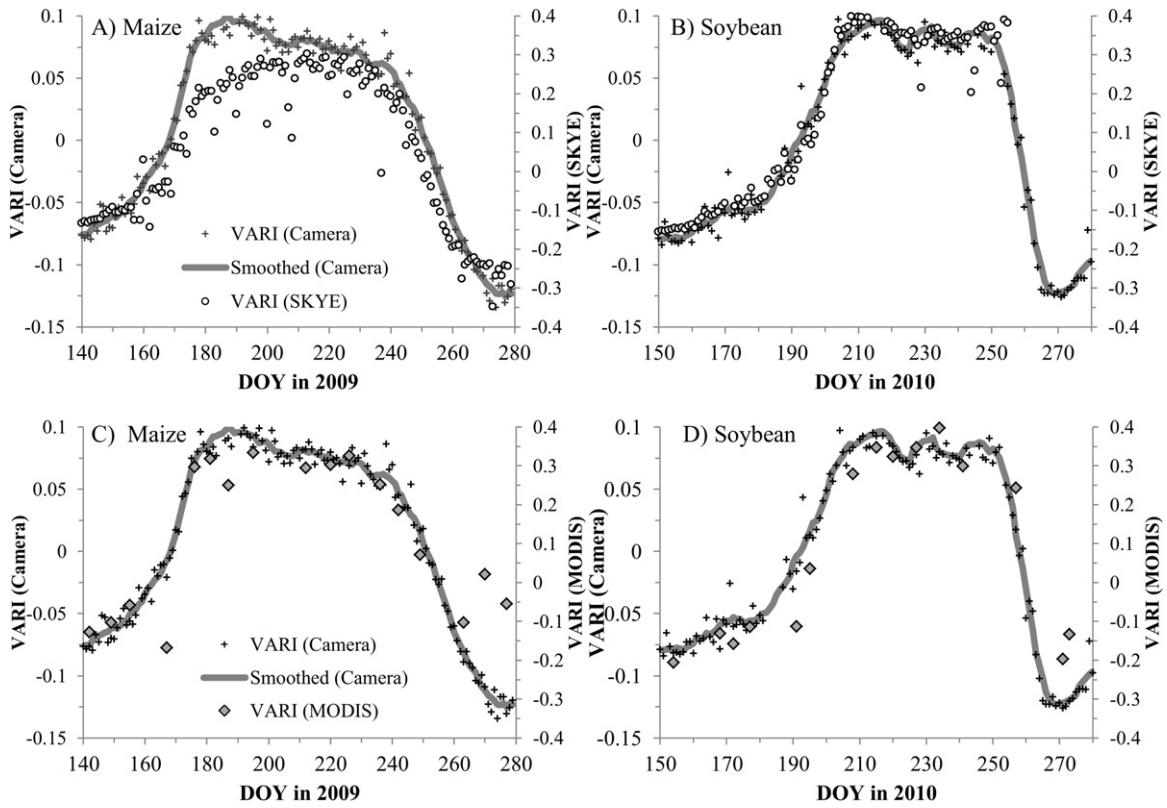 A) Maize
VARI (Camera)
0.1
0.05
0
-0.05
-0.1
-0.15
0.4
0.3
0.2
0.1
0
-0.1
-0.2
-0.3
-0.4
VARI (SKYE)
VARI (Camera)
Smoothed (Camera)
VARI (SKYE)
140 160 180 200 220 240 260 280
DOY in 2009
B) Soybean
VARI (Camera)
0.1
0.05
0
-0.05
-0.1
-0.15
0.4
0.3
0.2
0.1
0
-0.1
-0.2
-0.3
-0.4
VARI (SKYE)
150 170 190 210 230 250 270
DOY in 2010
C) Maize
VARI (Camera)
0.1
0.05
0
-0.05
-0.1
-0.15
0.4
0.3
0.2
0.1
0
-0.1
-0.2
-0.3
-0.4
VARI (MODIS)
VARI (Camera)
Smoothed (Camera)
VARI (MODIS)
140 160 180 200 220 240 260 280
DOY in 2009
D) Soybean
VARI (Camera)
0.1
0.05
0
-0.05
-0.1
-0.15
0.4
0.3
0.2
0.1
0
-0.1
-0.2
-0.3
-0.4
VARI (MODIS)
150 170 190 210 230 250 270
DOY in 2010